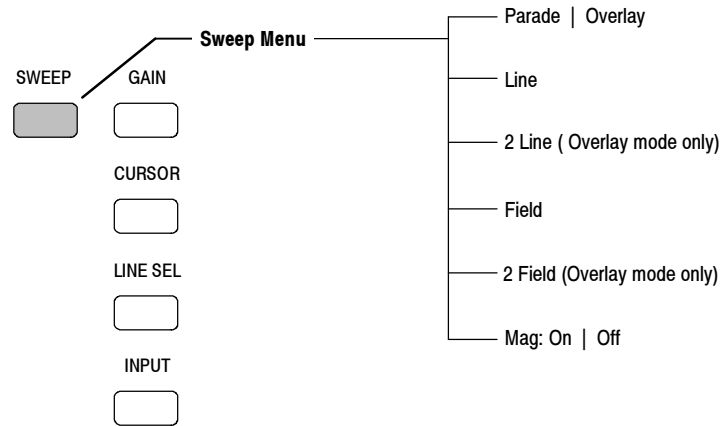 Sweep Menu
SWEEP
GAIN
CURSOR
LINE SEL
INPUT
Parade | Overlay
Line
2 Line ( Overlay mode only)
Field
2 Field (Overlay mode only)
Mag: On | Off